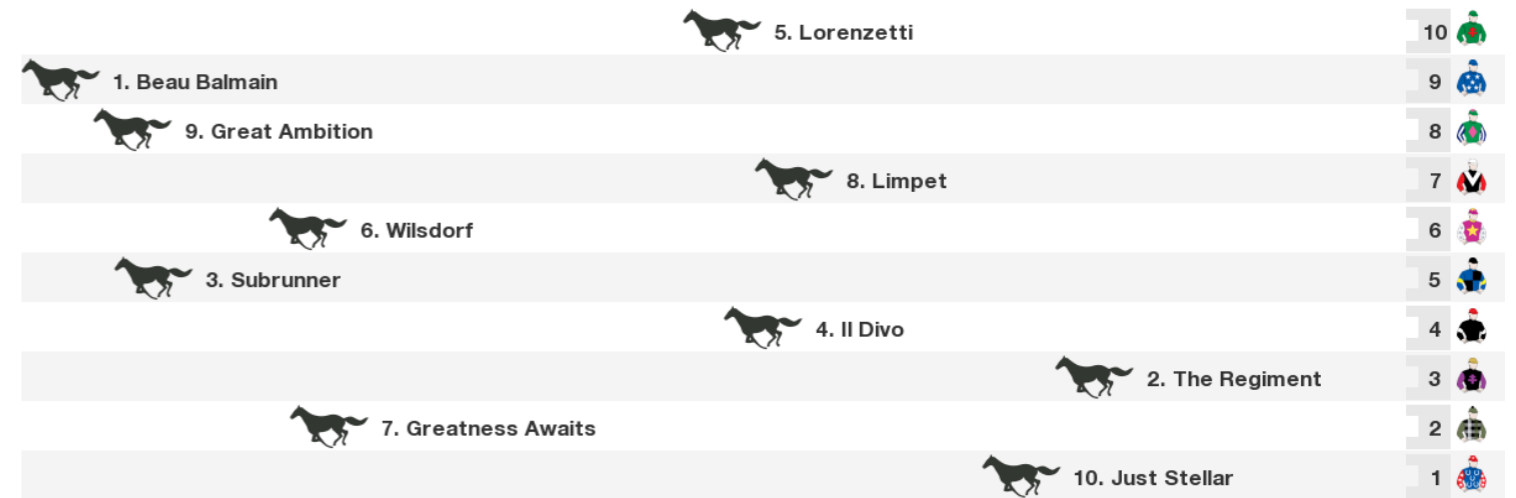 5. Lorenzetti 10
1. Beau Balmain 9
9. Great Ambition 8
8. Limpet 7
6. Wilsdorf 6
3. Subrunner 5
4. Il Divo 4
2. The Regiment 3
7. Greatness Awaits 2
10. Just Stellar 1